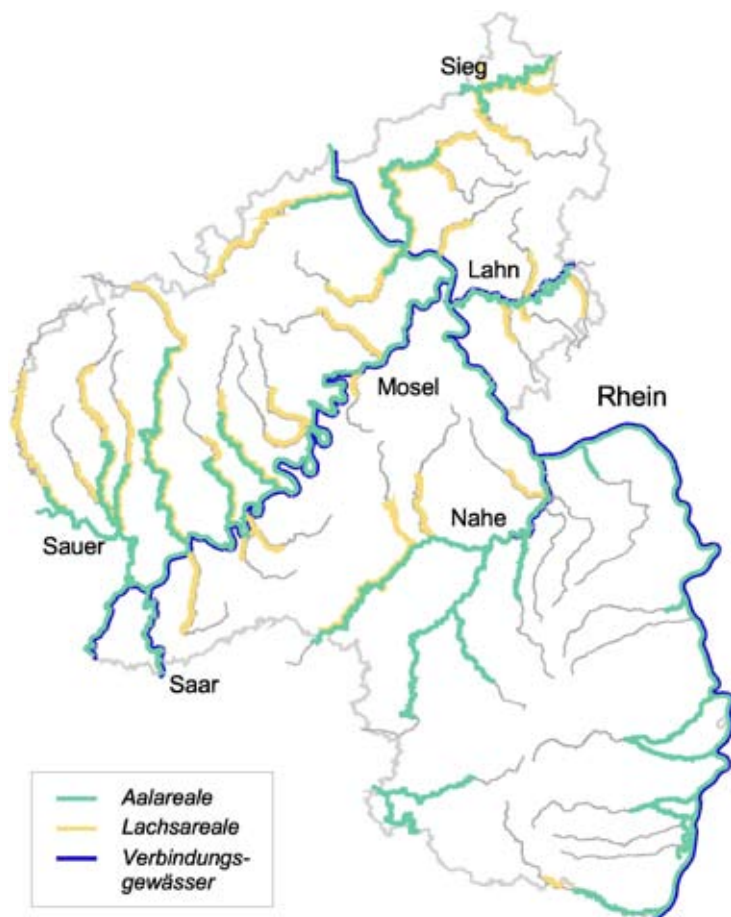 Sieg
Lahn
Mosel
Rhein
Nahe
Sauer
Saar
Aalareale
Lachsareale
Verbindungs-
gewässer